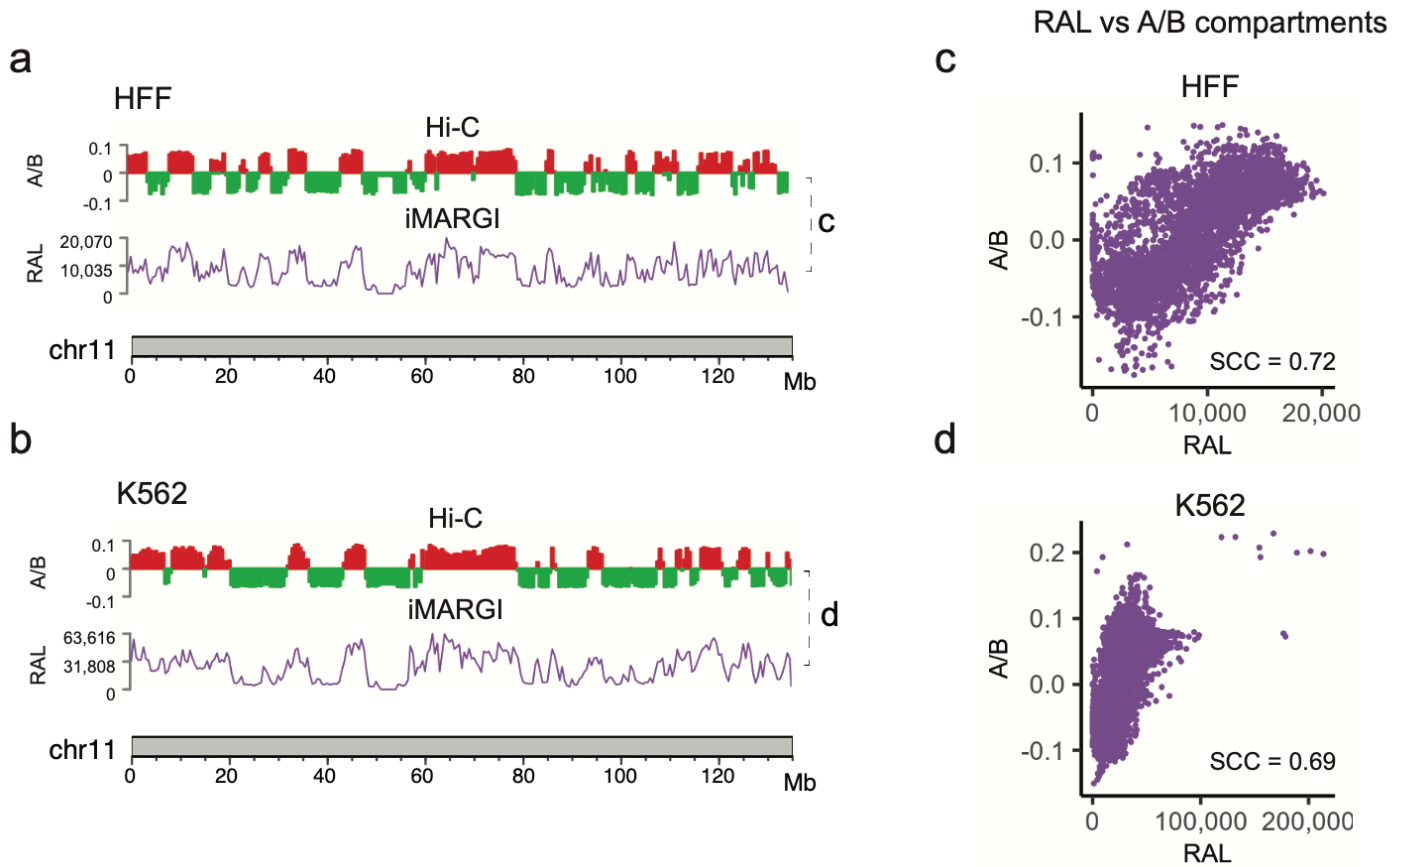 RAL vs A/B compartments
a
HFF
Hi-C
A/B
0.1
0
-0.1
iMARGI
RAL
20,070
10,035
0
c
chr11
0 20 40 60 80 100 120 Mb
b
K562
Hi-C
A/B
0.1
0
-0.1
iMARGI
RAL
63,616
31,808
0
d
chr11
0 20 40 60 80 100 120 Mb
c
HFF
A/B
0.1
0.0
-0.1
SCC = 0.72
0 10,000 20,000
RAL
d
K562
A/B
0.2
0.1
0.0
-0.1
SCC = 0.69
0 100,000 200,000
RAL